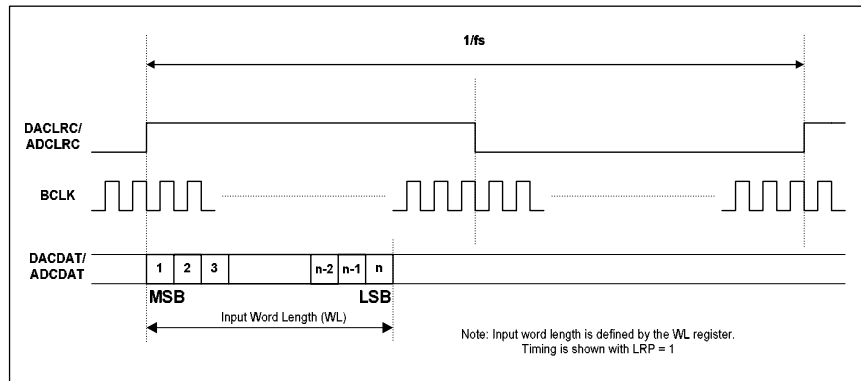 1/fs
DACLRC/
ADCLRC
BCLK
DACDAT/
ADCDAT
1 2 3 n-2 n-1 n
MSB LSB
Input Word Length (WL)
Note: Input word length is defined by the WL register.
Timing is shown with LRP = 1